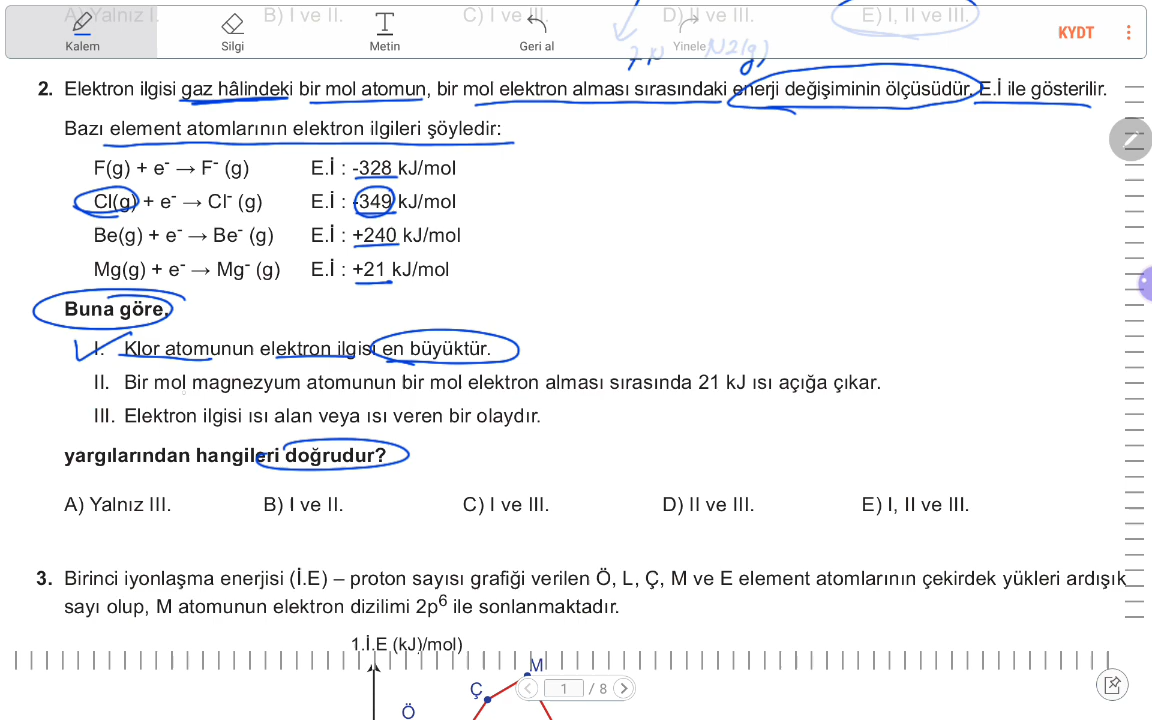 A) Yalnız I. B) I ve II. C) I ve III. D) II ve III. E) I, II ve III.
Kalem Silgi Metin Geri al Yinele KYDT
7N N2(g)
2. Elektron ilgisi gaz hâlindeki bir mol atomun, bir mol elektron alması sırasındaki enerji değişiminin ölçüsüdür. E.İ ile gösterilir.
Bazı element atomlarının elektron ilgileri şöyledir:
F(g) + e⁻ → F⁻ (g) E.İ : -328 kJ/mol
Cl(g) + e⁻ → Cl⁻ (g) E.İ : -349 kJ/mol
Be(g) + e⁻ → Be⁻ (g) E.İ : +240 kJ/mol
Mg(g) + e⁻ → Mg⁻ (g) E.İ : +21 kJ/mol
Buna göre,
I. Klor atomunun elektron ilgisi en büyüktür.
II. Bir mol magnezyum atomunun bir mol elektron alması sırasında 21 kJ ısı açığa çıkar.
III. Elektron ilgisi ısı alan veya ısı veren bir olaydır.
yargılarından hangileri doğrudur?
A) Yalnız III. B) I ve II. C) I ve III. D) II ve III. E) I, II ve III.
3. Birinci iyonlaşma enerjisi (İ.E) – proton sayısı grafiği verilen Ö, L, Ç, M ve E element atomlarının çekirdek yükleri ardışık
sayı olup, M atomunun elektron dizilimi 2p⁶ ile sonlanmaktadır.
1.İ.E (kJ)/mol)
M
Ç
1 / 8
Ö